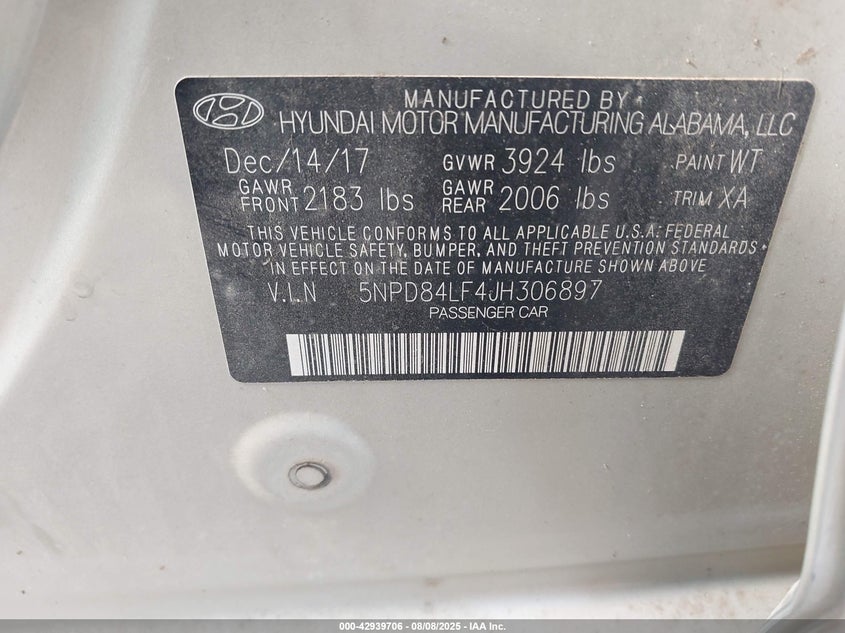 MANUFACTURED BY
HYUNDAI MOTOR MANUFACTURING ALABAMA, LLC
Dec/14/17 GVWR 3924 lbs PAINT WT
GAWR FRONT 2183 lbs GAWR REAR 2006 lbs TRIM XA
THIS VEHICLE CONFORMS TO ALL APPLICABLE U.S.A. FEDERAL
MOTOR VEHICLE SAFETY, BUMPER, AND THEFT PREVENTION STANDARDS
IN EFFECT ON THE DATE OF MANUFACTURE SHOWN ABOVE
V.I.N 5NPD84LF4JH306897
PASSENGER CAR
000-42939706 - 08/08/2025 - IAA Inc.